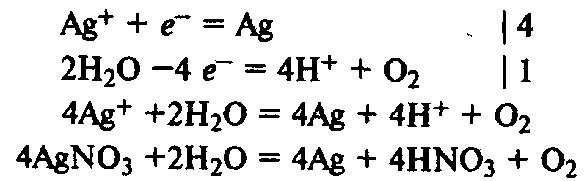 Ag⁺ + e⁻ = Ag |4
2H₂O −4 e⁻ = 4H⁺ + O₂ |1
4Ag⁺ +2H₂O = 4Ag + 4H⁺ + O₂
4AgNO₃ +2H₂O = 4Ag + 4HNO₃ + O₂